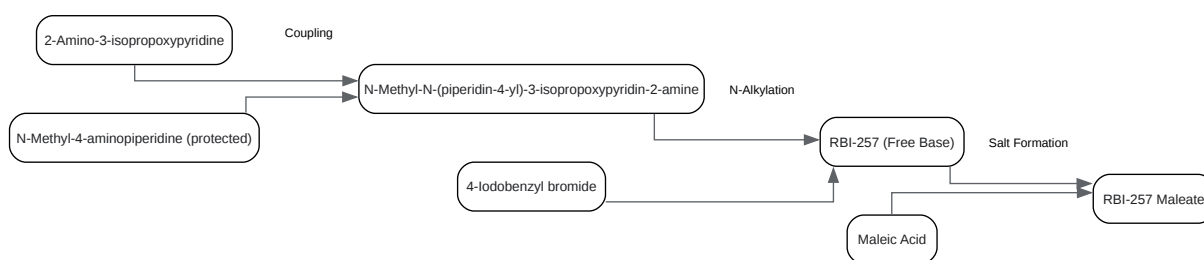 2-Amino-3-isopropoxypyridine
Coupling
N-Methyl-N-(piperidin-4-yl)-3-isopropoxypyridin-2-amine
N-Alkylation
N-Methyl-4-aminopiperidine (protected)
RBI-257 (Free Base)
Salt Formation
4-Iodobenzyl bromide
RBI-257 Maleate
Maleic Acid